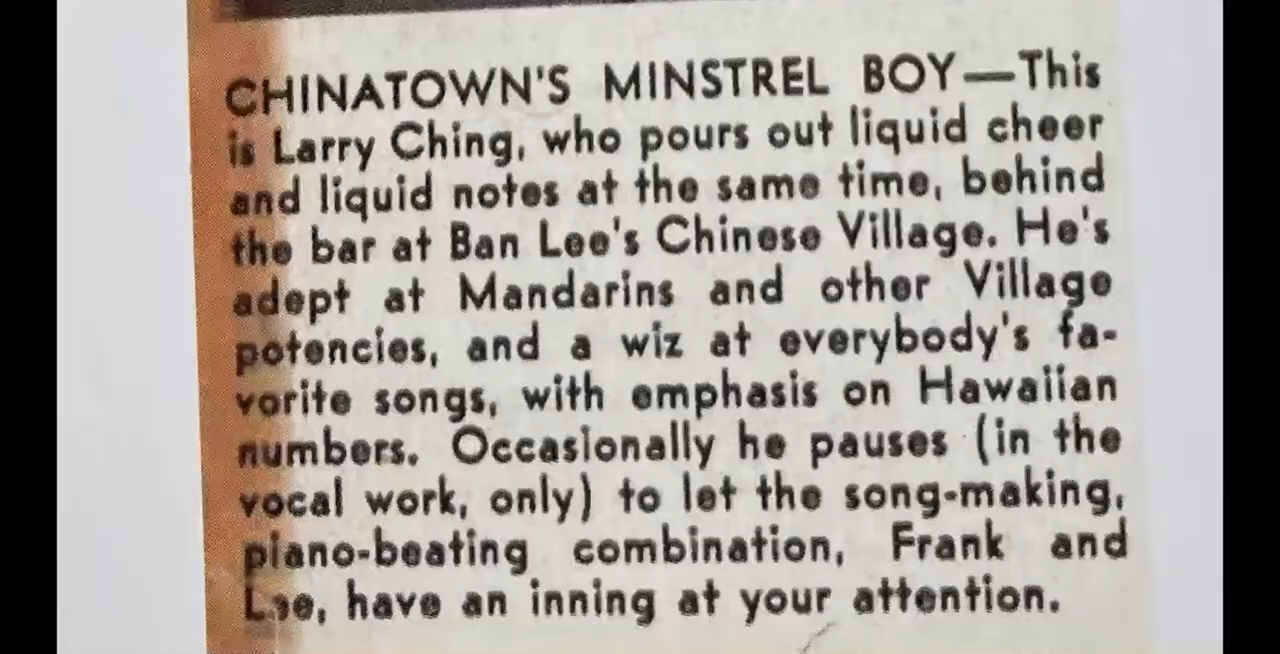 CHINATOWN'S MINSTREL BOY—This
is Larry Ching, who pours out liquid cheer
and liquid notes at the same time, behind
the bar at Ban Lee's Chinese Village. He's
adept at Mandarins and other Village
potencies, and a wiz at everybody's fa-
vorite songs, with emphasis on Hawaiian
numbers. Occasionally he pauses (in the
vocal work, only) to let the song-making,
piano-beating combination, Frank and
Lee, have an inning at your attention.